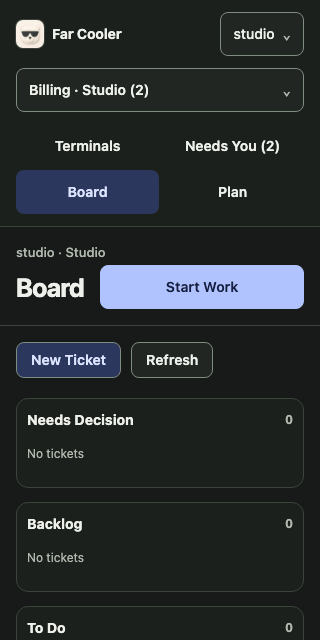 Far Cooler
studio
Billing · Studio (2)
Terminals
Needs You (2)
Board
Plan
studio · Studio
Board
Start Work
New Ticket
Refresh
Needs Decision
0
No tickets
Backlog
0
No tickets
To Do
0